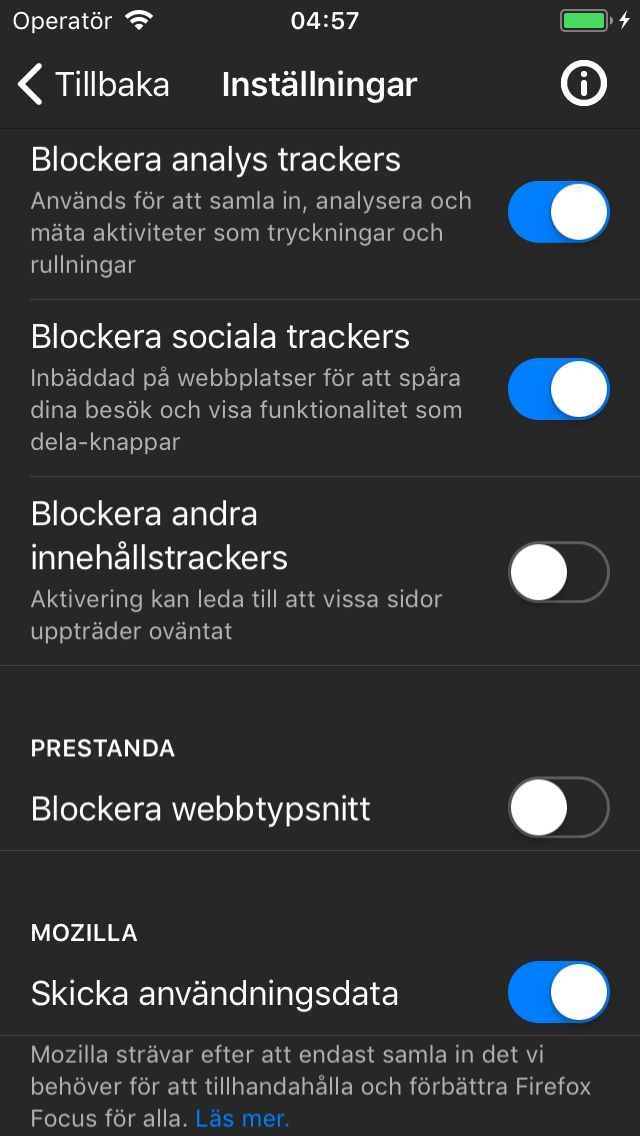 Operatör 04:57
Tillbaka Inställningar
Blockera analys trackers
Används för att samla in, analysera och
mäta aktiviteter som tryckningar och
rullningar
Blockera sociala trackers
Inbäddad på webbplatser för att spåra
dina besök och visa funktionalitet som
dela-knappar
Blockera andra
innehållstrackers
Aktivering kan leda till att vissa sidor
uppträder oväntat
PRESTANDA
Blockera webbtypsnitt
MOZILLA
Skicka användningsdata
Mozilla strävar efter att endast samla in det vi
behöver för att tillhandahålla och förbättra Firefox
Focus för alla. Läs mer.